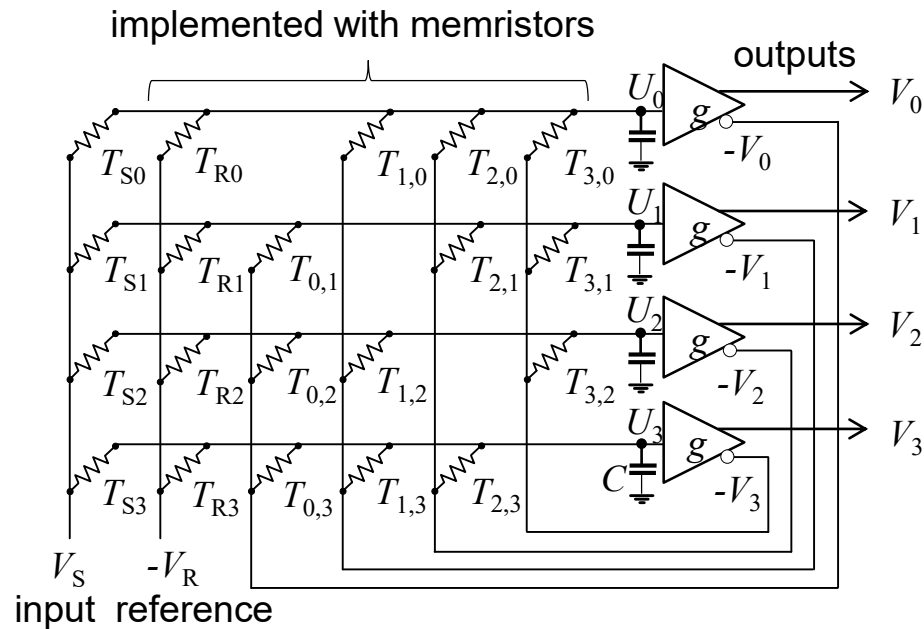 implemented with memristors
outputs
U0 g V0
-V0
TS0 TR0 T1,0 T2,0 T3,0
U1 g V1
-V1
TS1 TR1 T0,1 T2,1 T3,1
U2 g V2
-V2
TS2 TR2 T0,2 T1,2 T3,2
U3 g V3
C -V3
TS3 TR3 T0,3 T1,3 T2,3
VS -VR
input reference